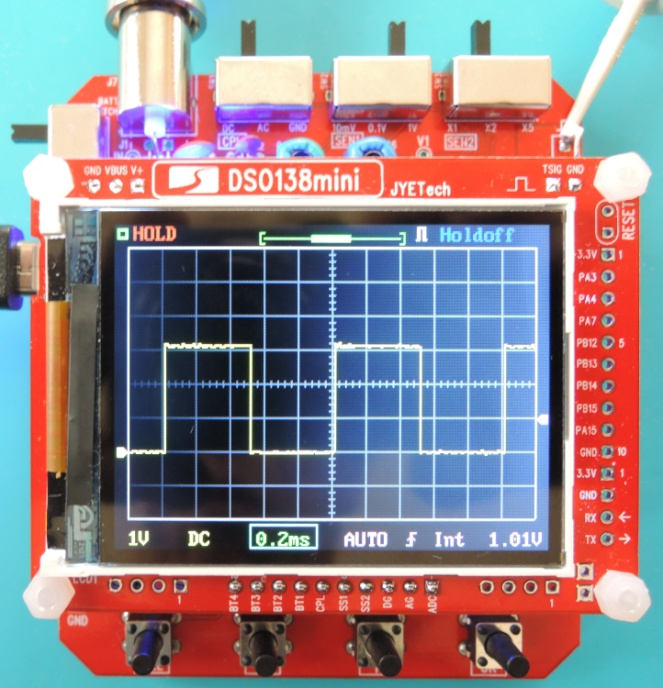 DC AC GND
10mV 0.1V 1V
X1 X2 X5
CPL
SEN1
V1
SEN2
GND VBUS V+
DSO138mini
JYETech
TSIG GND
RESET
HOLD
Holdoff
3.3V 1
PA3
PA4
PA7
PB12 5
PB13
PB14
PB15
PA15
GND 10
3.3V 1
GND
RX ←
TX →
1V DC 0.2ms AUTO Int 1.01V
1
BT4
BT3
BT2
BT1
CPL
SS1
SS2
DG
AG
ADC
1
GND